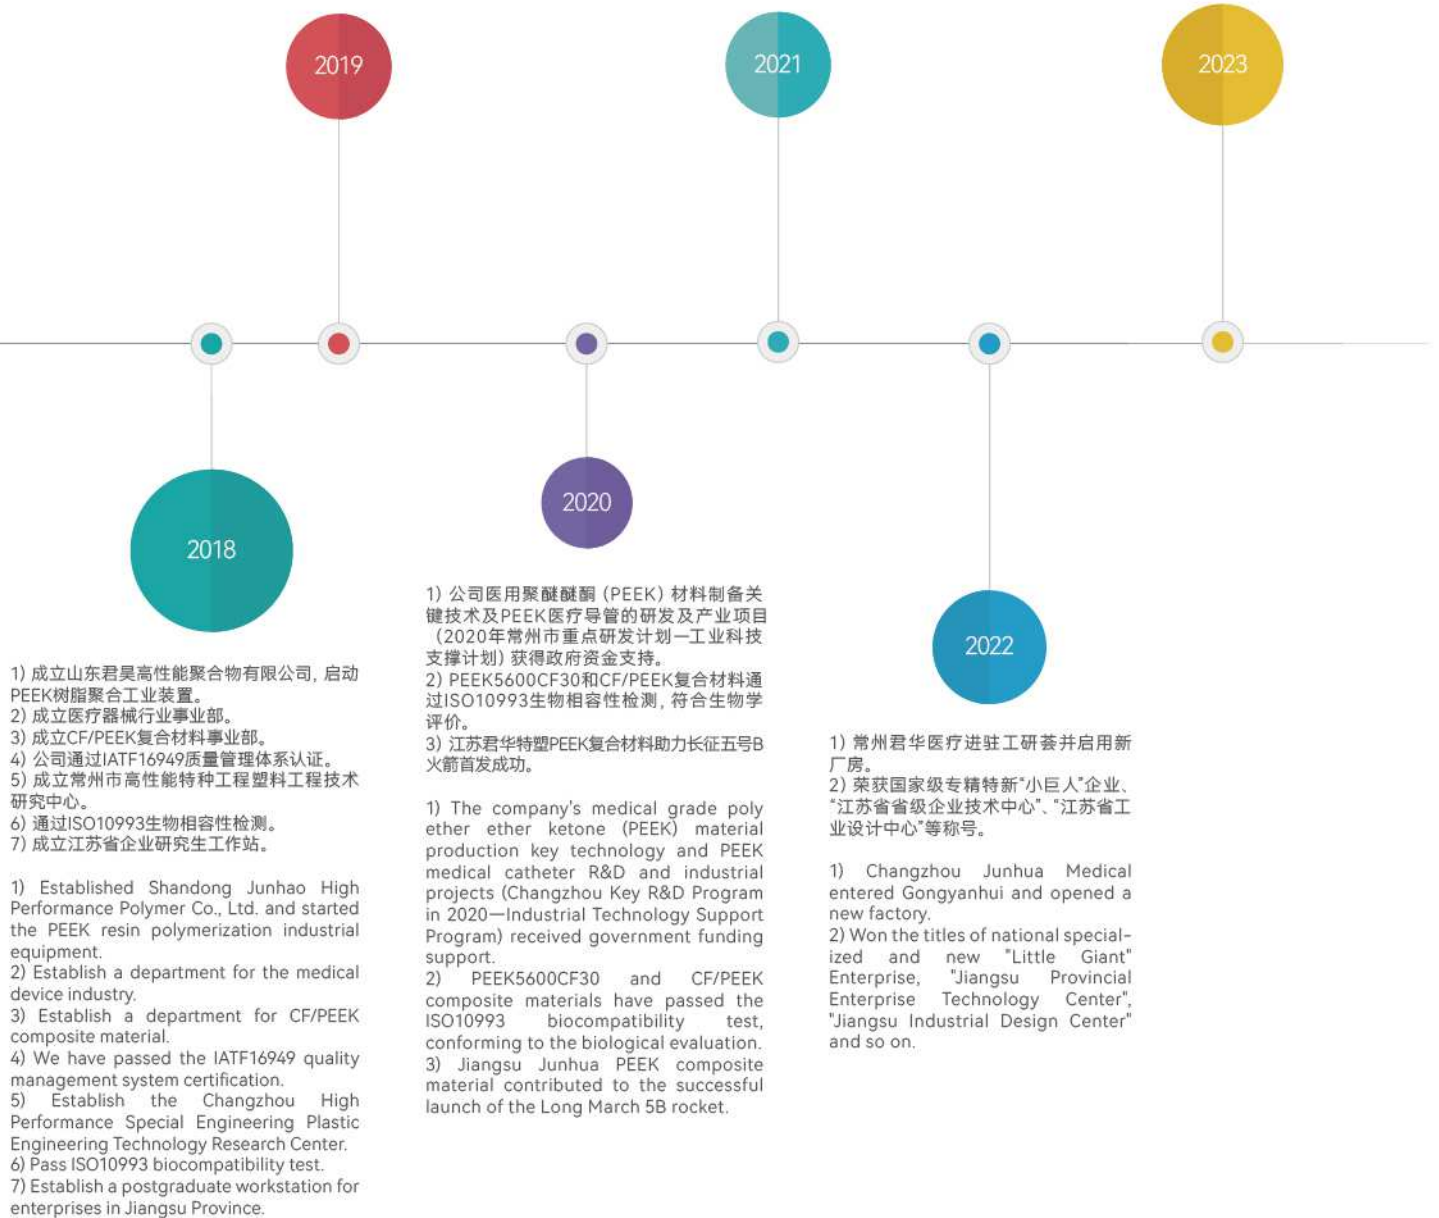 2019
2021
2023
2018
1) 成立山东君昊高性能聚合物有限公司, 启动
PEEK树脂聚合工业装置。
2) 成立医疗器械行业事业部。
3) 成立CF/PEEK复合材料事业部。
4) 公司通过IATF16949质量管理体系认证。
5) 成立常州市高性能特种工程塑料工程技术
研究中心。
6) 通过ISO10993生物相容性检测。
7) 成立江苏省企业研究生工作站。
1) Established Shandong Junhao High
Performance Polymer Co., Ltd. and started
the PEEK resin polymerization industrial
equipment.
2) Establish a department for the medical
device industry.
3) Establish a department for CF/PEEK
composite material.
4) We have passed the IATF16949 quality
management system certification.
5) Establish the Changzhou High
Performance Special Engineering Plastic
Engineering Technology Research Center.
6) Pass ISO10993 biocompatibility test.
7) Establish a postgraduate workstation for
enterprises in Jiangsu Province.
2020
1) 公司医用聚醚醚酮 (PEEK) 材料制备关
键技术及PEEK医疗导管的研发及产业项目
(2020年常州市重点研发计划—工业科技
支撑计划) 获得政府资金支持。
2) PEEK5600CF30和CF/PEEK复合材料通
过ISO10993生物相容性检测, 符合生物学
评价。
3) 江苏君华特塑PEEK复合材料助力长征五号B
火箭首发成功。
1) The company's medical grade poly
ether ether ketone (PEEK) material
production key technology and PEEK
medical catheter R&D and industrial
projects (Changzhou Key R&D Program
in 2020—Industrial Technology Support
Program) received government funding
support.
2) PEEK5600CF30 and CF/PEEK
composite materials have passed the
ISO10993 biocompatibility test,
conforming to the biological evaluation.
3) Jiangsu Junhua PEEK composite
material contributed to the successful
launch of the Long March 5B rocket.
2022
1) 常州君华医疗进驻工研荟并启用新
厂房。
2) 荣获国家级专精特新“小巨人”企业、
“江苏省省级企业技术中心”、“江苏省工
业设计中心”等称号。
1) Changzhou Junhua Medical
entered Gongyanhui and opened a
new factory.
2) Won the titles of national special-
ized and new "Little Giant"
Enterprise, "Jiangsu Provincial
Enterprise Technology Center",
"Jiangsu Industrial Design Center"
and so on.